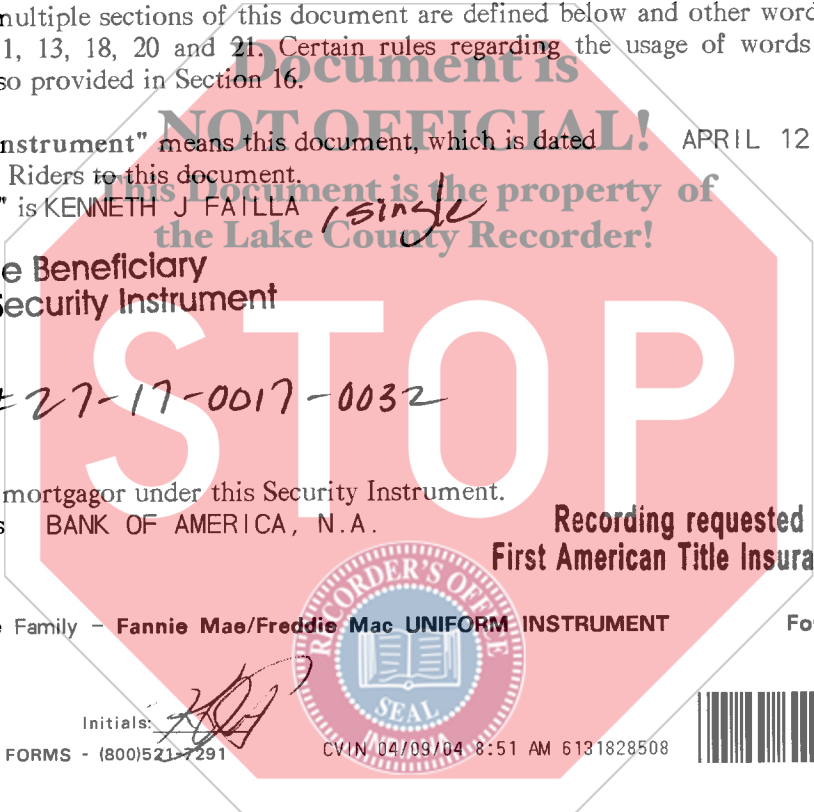 multiple sections of this document are defined below and other word
1, 13, 18, 20 and 21. Certain rules regarding the usage of words
so provided in Section 16.
Document is
NOT OFFICIAL!
This Document is the property of
the Lake County Recorder!
nstrument" means this document, which is dated APRIL 12
Riders to this document.
" is KENNETH J FAILLA , single
e Beneficiary
Security Instrument
STOP
27-17-0017-0032
mortgagor under this Security Instrument.
s BANK OF AMERICA, N.A.
Recording requested
First American Title Insura
RECORDER'S OFFICE
SEAL
INDIANA
e Family - Fannie Mae/Freddie Mac UNIFORM INSTRUMENT Fo
Initials:
FORMS - (800)521-7291 CVIN 04/09/04 8:51 AM 6131828508